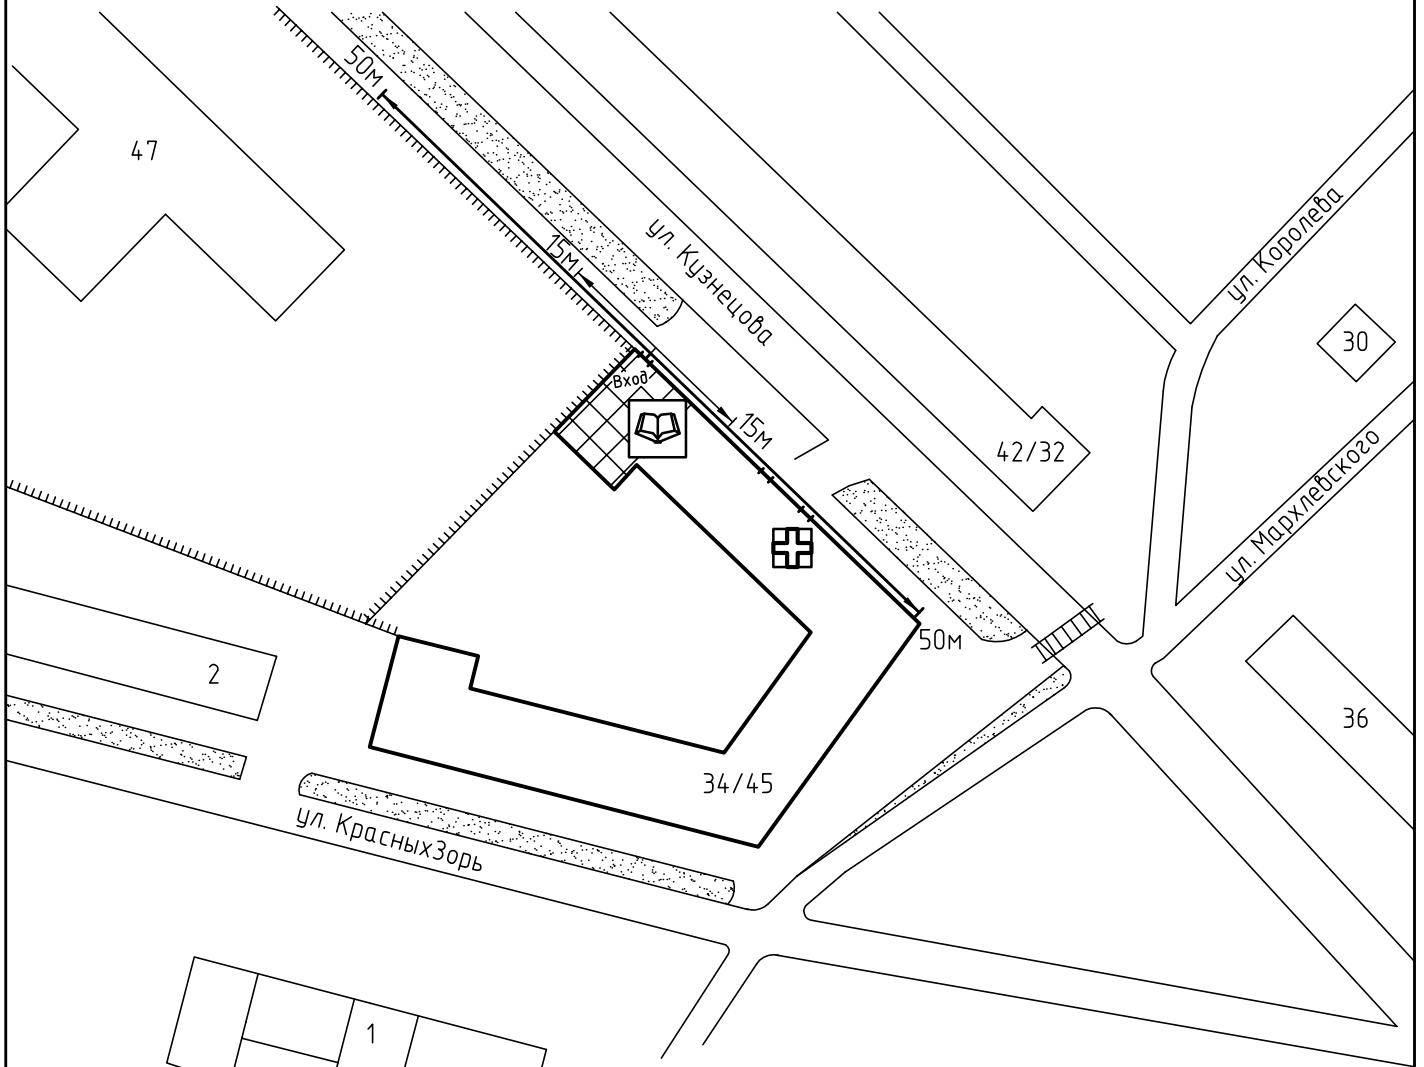 50м
47
15м
ул. Кузнецова
ул. Королева
30
Вход
15м
42/32
ул. Мархлевского
50м
2
36
34/45
ул. КрасныхЗорь
1